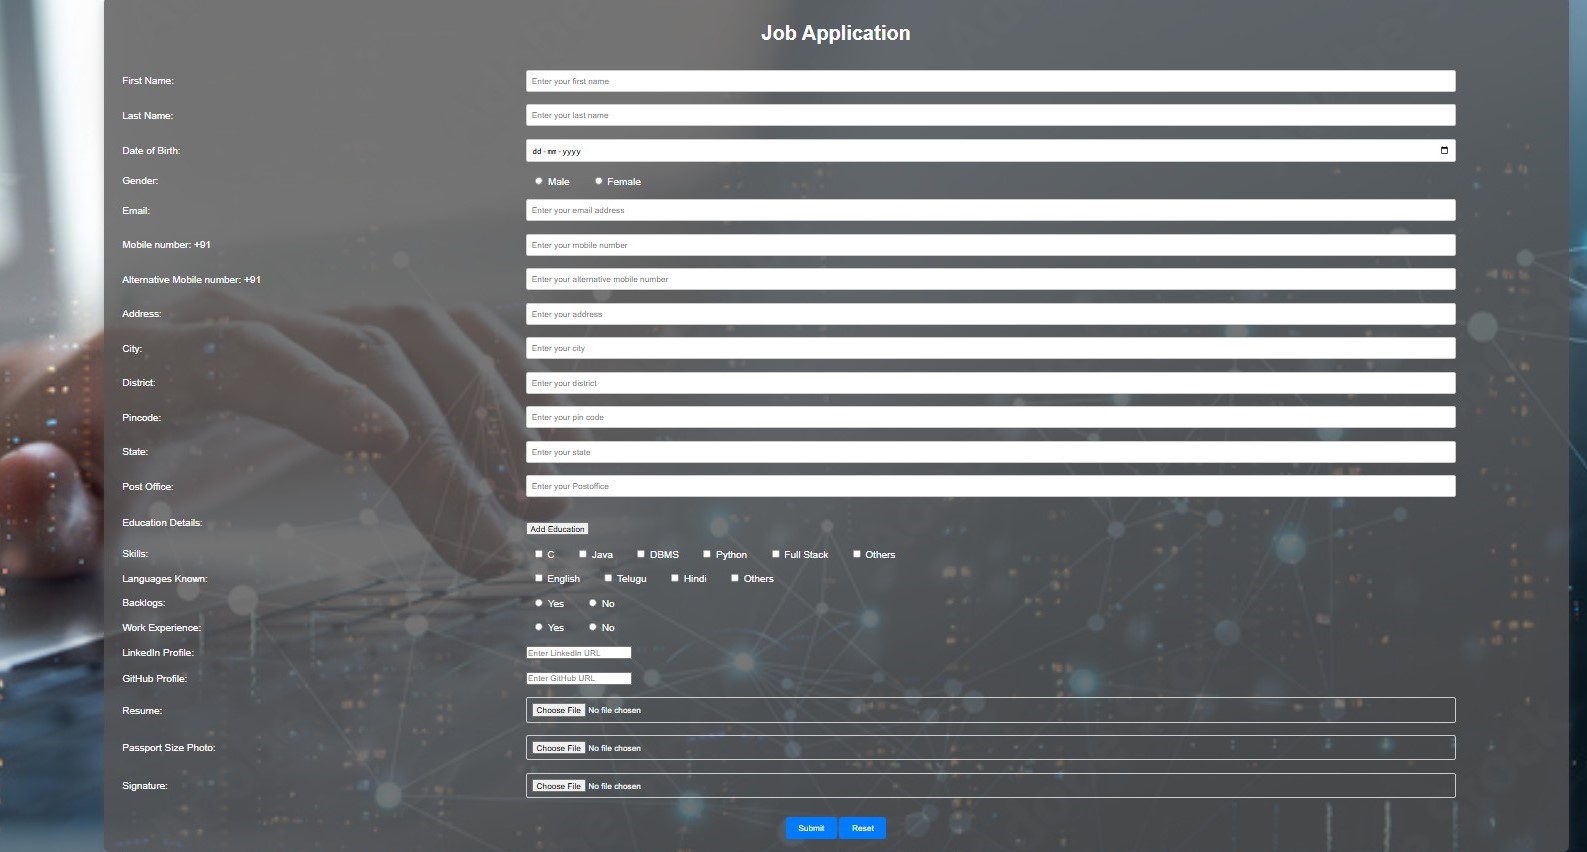 Job Application
First Name: Enter your first name
Last Name: Enter your last name
Date of Birth: dd-mm-yyyy
Gender: Male Female
Email: Enter your email address
Mobile number: +91 Enter your mobile number
Alternative Mobile number: +91 Enter your alternative mobile number
Address: Enter your address
City: Enter your city
District: Enter your district
Pincode: Enter your pin code
State: Enter your state
Post Office: Enter your Postoffice
Education Details: Add Education
Skills: C Java DBMS Python Full Stack Others
Languages Known: English Telugu Hindi Others
Backlogs: Yes No
Work Experience: Yes No
LinkedIn Profile: Enter LinkedIn URL
GitHub Profile: Enter GitHub URL
Resume: Choose File No file chosen
Passport Size Photo: Choose File No file chosen
Signature: Choose File No file chosen
Submit Reset